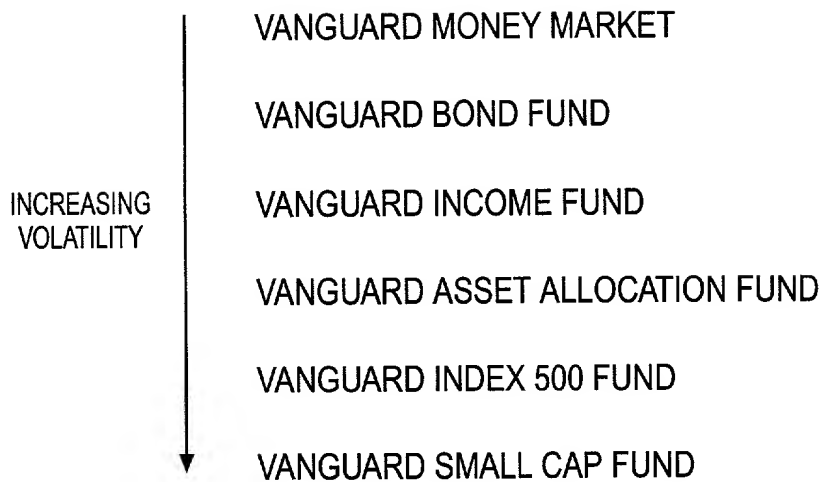 VANGUARD MONEY MARKET
VANGUARD BOND FUND
INCREASING
VOLATILITY
VANGUARD INCOME FUND
VANGUARD ASSET ALLOCATION FUND
VANGUARD INDEX 500 FUND
VANGUARD SMALL CAP FUND